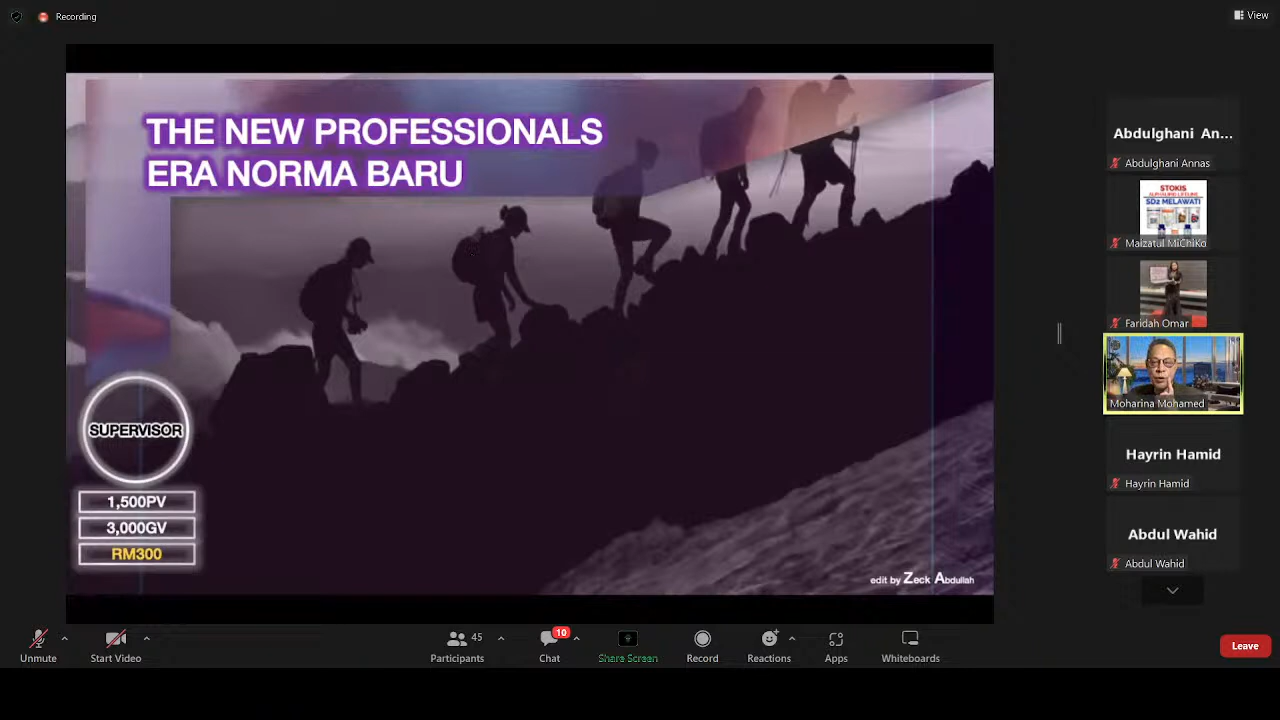 Recording
View
THE NEW PROFESSIONALS
ERA NORMA BARU
SUPERVISOR
1,500PV
3,000GV
RM300
edit by Zeck Abdullah
Abdulghani An...
Abdulghani Annas
STOKIS
SD2 MELAWATI
Maizatul MiChiKo
Faridah Omar
Moharina Mohamed
Hayrin Hamid
Hayrin Hamid
Abdul Wahid
Abdul Wahid
Unmute
Start Video
45
Participants
10
Chat
Share Screen
Record
Reactions
Apps
Whiteboards
Leave